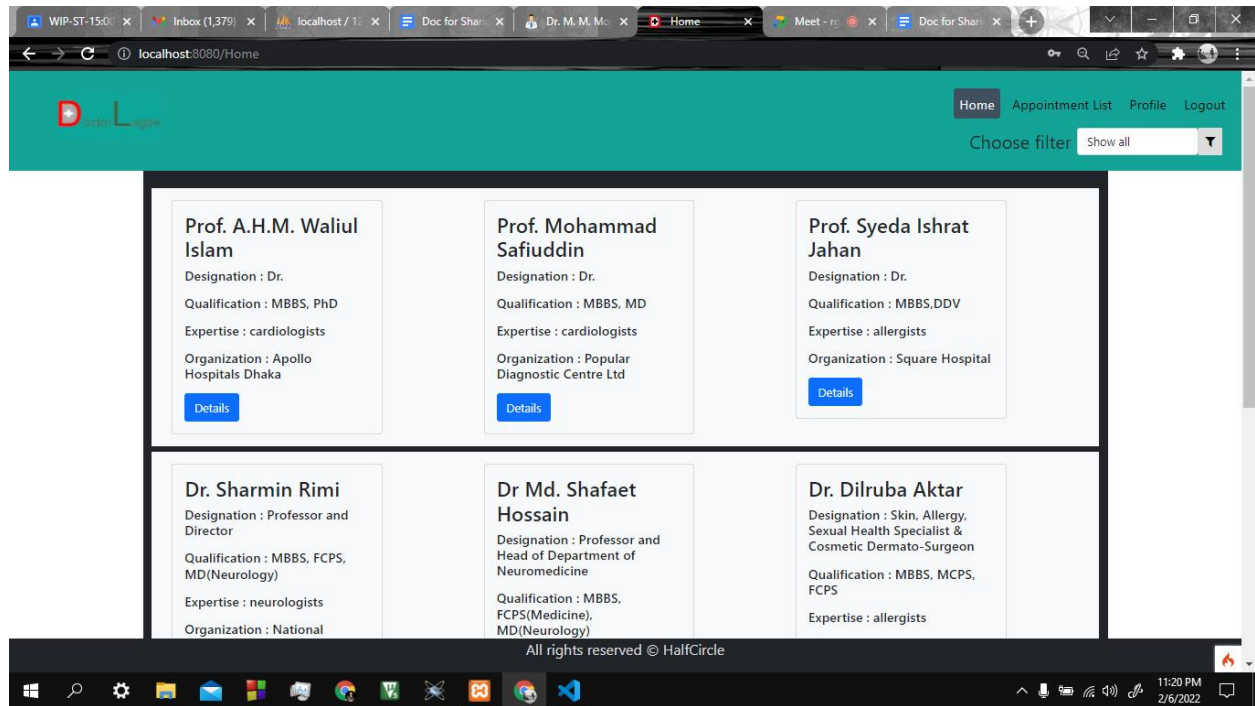 WIP-ST-15:00
Inbox (1,379)
localhost / 12
Doc for Shari
Dr. M. M. Mo
Home
Meet - r
Doc for Shari
localhost:8080/Home
Doctor L
Home Appointment List Profile Logout
Choose filter Show all
Prof. A.H.M. Waliul
Islam
Designation : Dr.
Qualification : MBBS, PhD
Expertise : cardiologists
Organization : Apollo
Hospitals Dhaka
Details
Prof. Mohammad
Safiuddin
Designation : Dr.
Qualification : MBBS, MD
Expertise : cardiologists
Organization : Popular
Diagnostic Centre Ltd
Details
Prof. Syeda Ishrat
Jahan
Designation : Dr.
Qualification : MBBS,DDV
Expertise : allergists
Organization : Square Hospital
Details
Dr. Sharmin Rimi
Designation : Professor and
Director
Qualification : MBBS, FCPS,
MD(Neurology)
Expertise : neurologists
Organization : National
Dr Md. Shafaet
Hossain
Designation : Professor and
Head of Department of
Neuromedicine
Qualification : MBBS,
FCPS(Medicine),
MD(Neurology)
Dr. Dilruba Aktar
Designation : Skin, Allergy,
Sexual Health Specialist &
Cosmetic Dermato-Surgeon
Qualification : MBBS, MCPS,
FCPS
Expertise : allergists
All rights reserved © HalfCircle
11:20 PM
2/6/2022